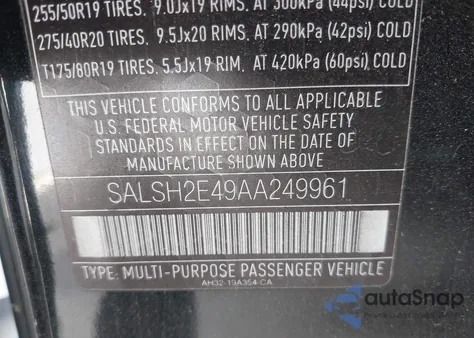 255/50R19 TIRES. 9.0Jx19 RIMS. AT 300kPa (44psi) COLD
275/40R20 TIRES. 9.5Jx20 RIMS. AT 290kPa (42psi) COLD
T175/80R19 TIRES. 5.5Jx19 RIM. AT 420kPa (60psi) COLD
THIS VEHICLE CONFORMS TO ALL APPLICABLE
U.S. FEDERAL MOTOR VEHICLE SAFETY
STANDARDS IN EFFECT ON THE DATE OF
MANUFACTURE SHOWN ABOVE.
SALSH2E49AA249961
TYPE: MULTI-PURPOSE PASSENGER VEHICLE
AH32-19A354-CA
autoSnap